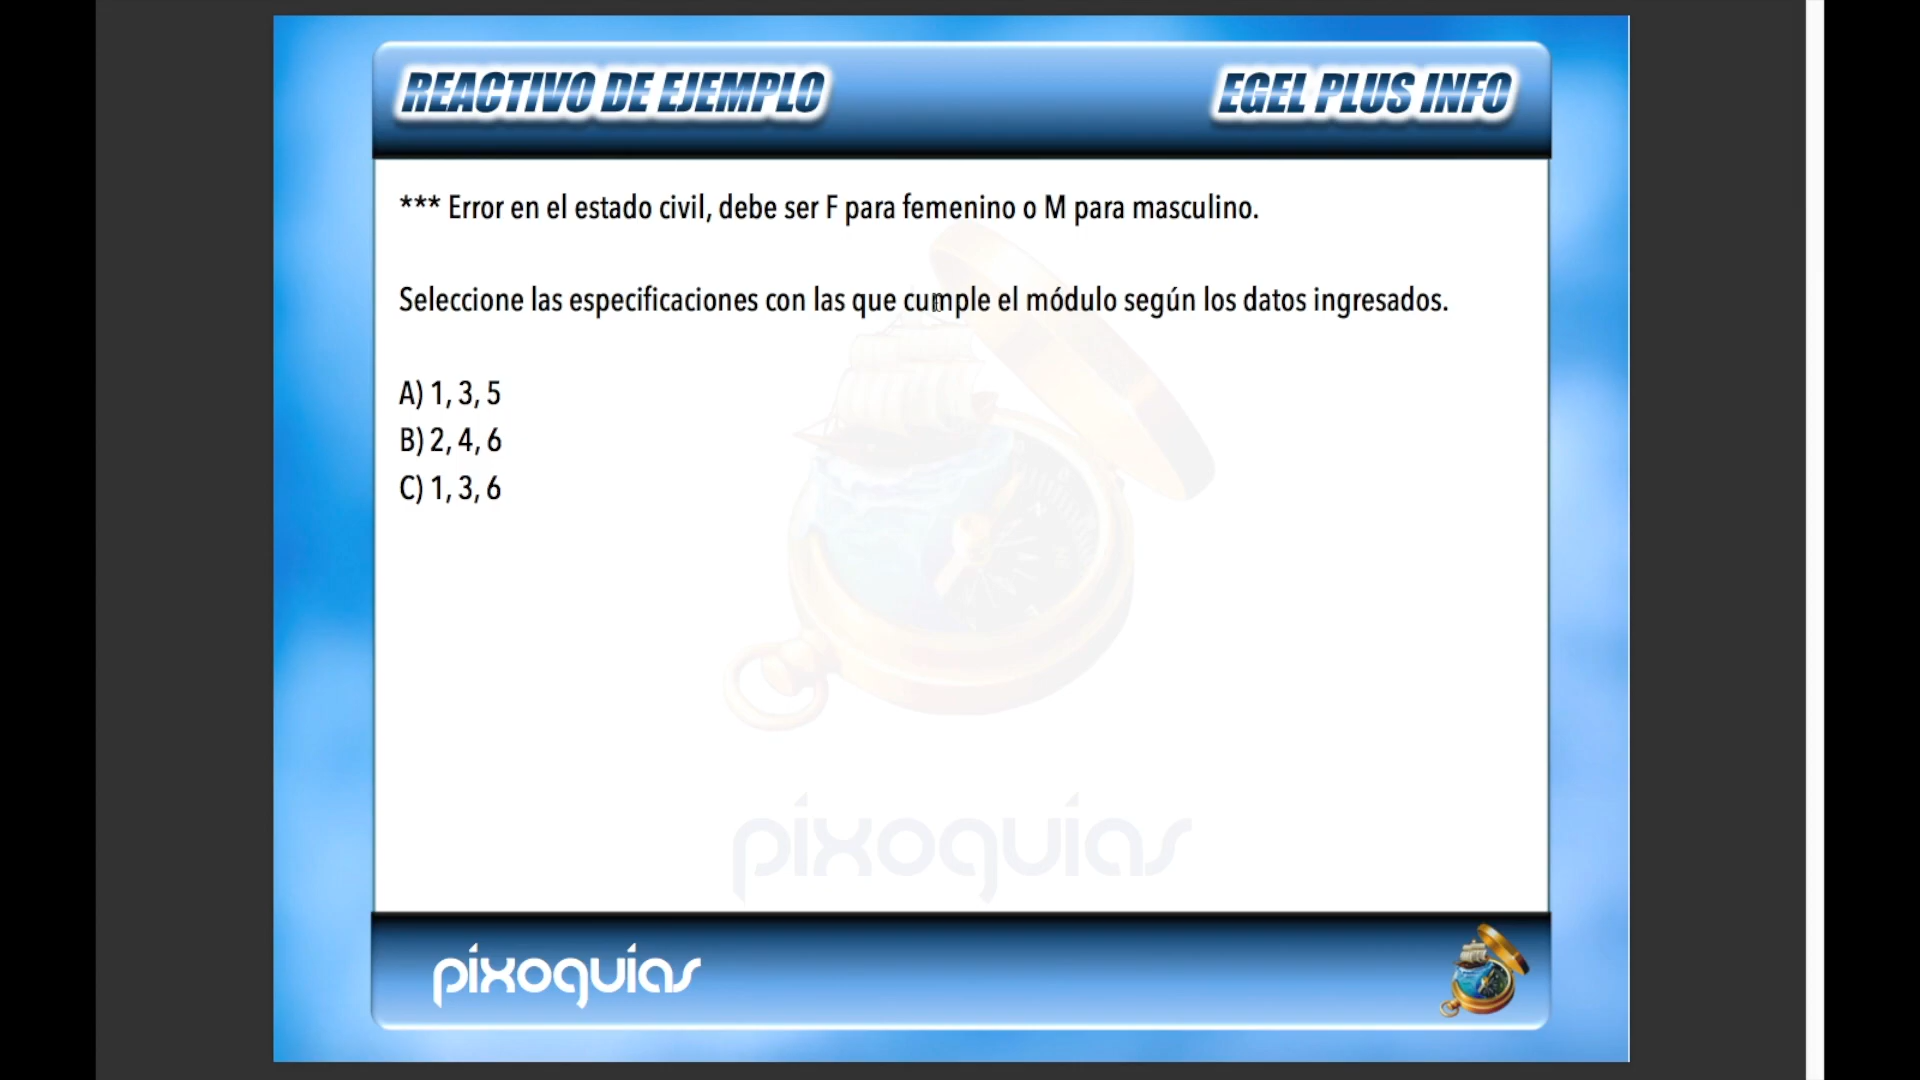 REACTIVO DE EJEMPLO
EGEL PLUS INFO
*** Error en el estado civil, debe ser F para femenino o M para masculino.
Seleccione las especificaciones con las que cumple el módulo según los datos ingresados.
A) 1, 3, 5
B) 2, 4, 6
C) 1, 3, 6
pixoguías
pixoguías